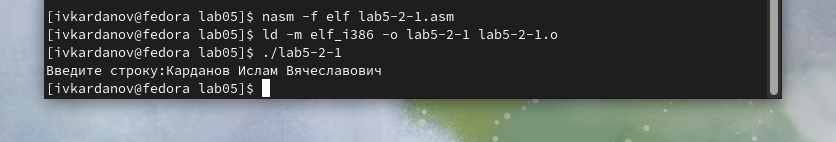 [ivkardanov@fedora lab05]$ nasm -f elf lab5-2-1.asm
[ivkardanov@fedora lab05]$ ld -m elf_i386 -o lab5-2-1 lab5-2-1.o
[ivkardanov@fedora lab05]$ ./lab5-2-1
Введите строку:Карданов Ислам Вячеславович
[ivkardanov@fedora lab05]$